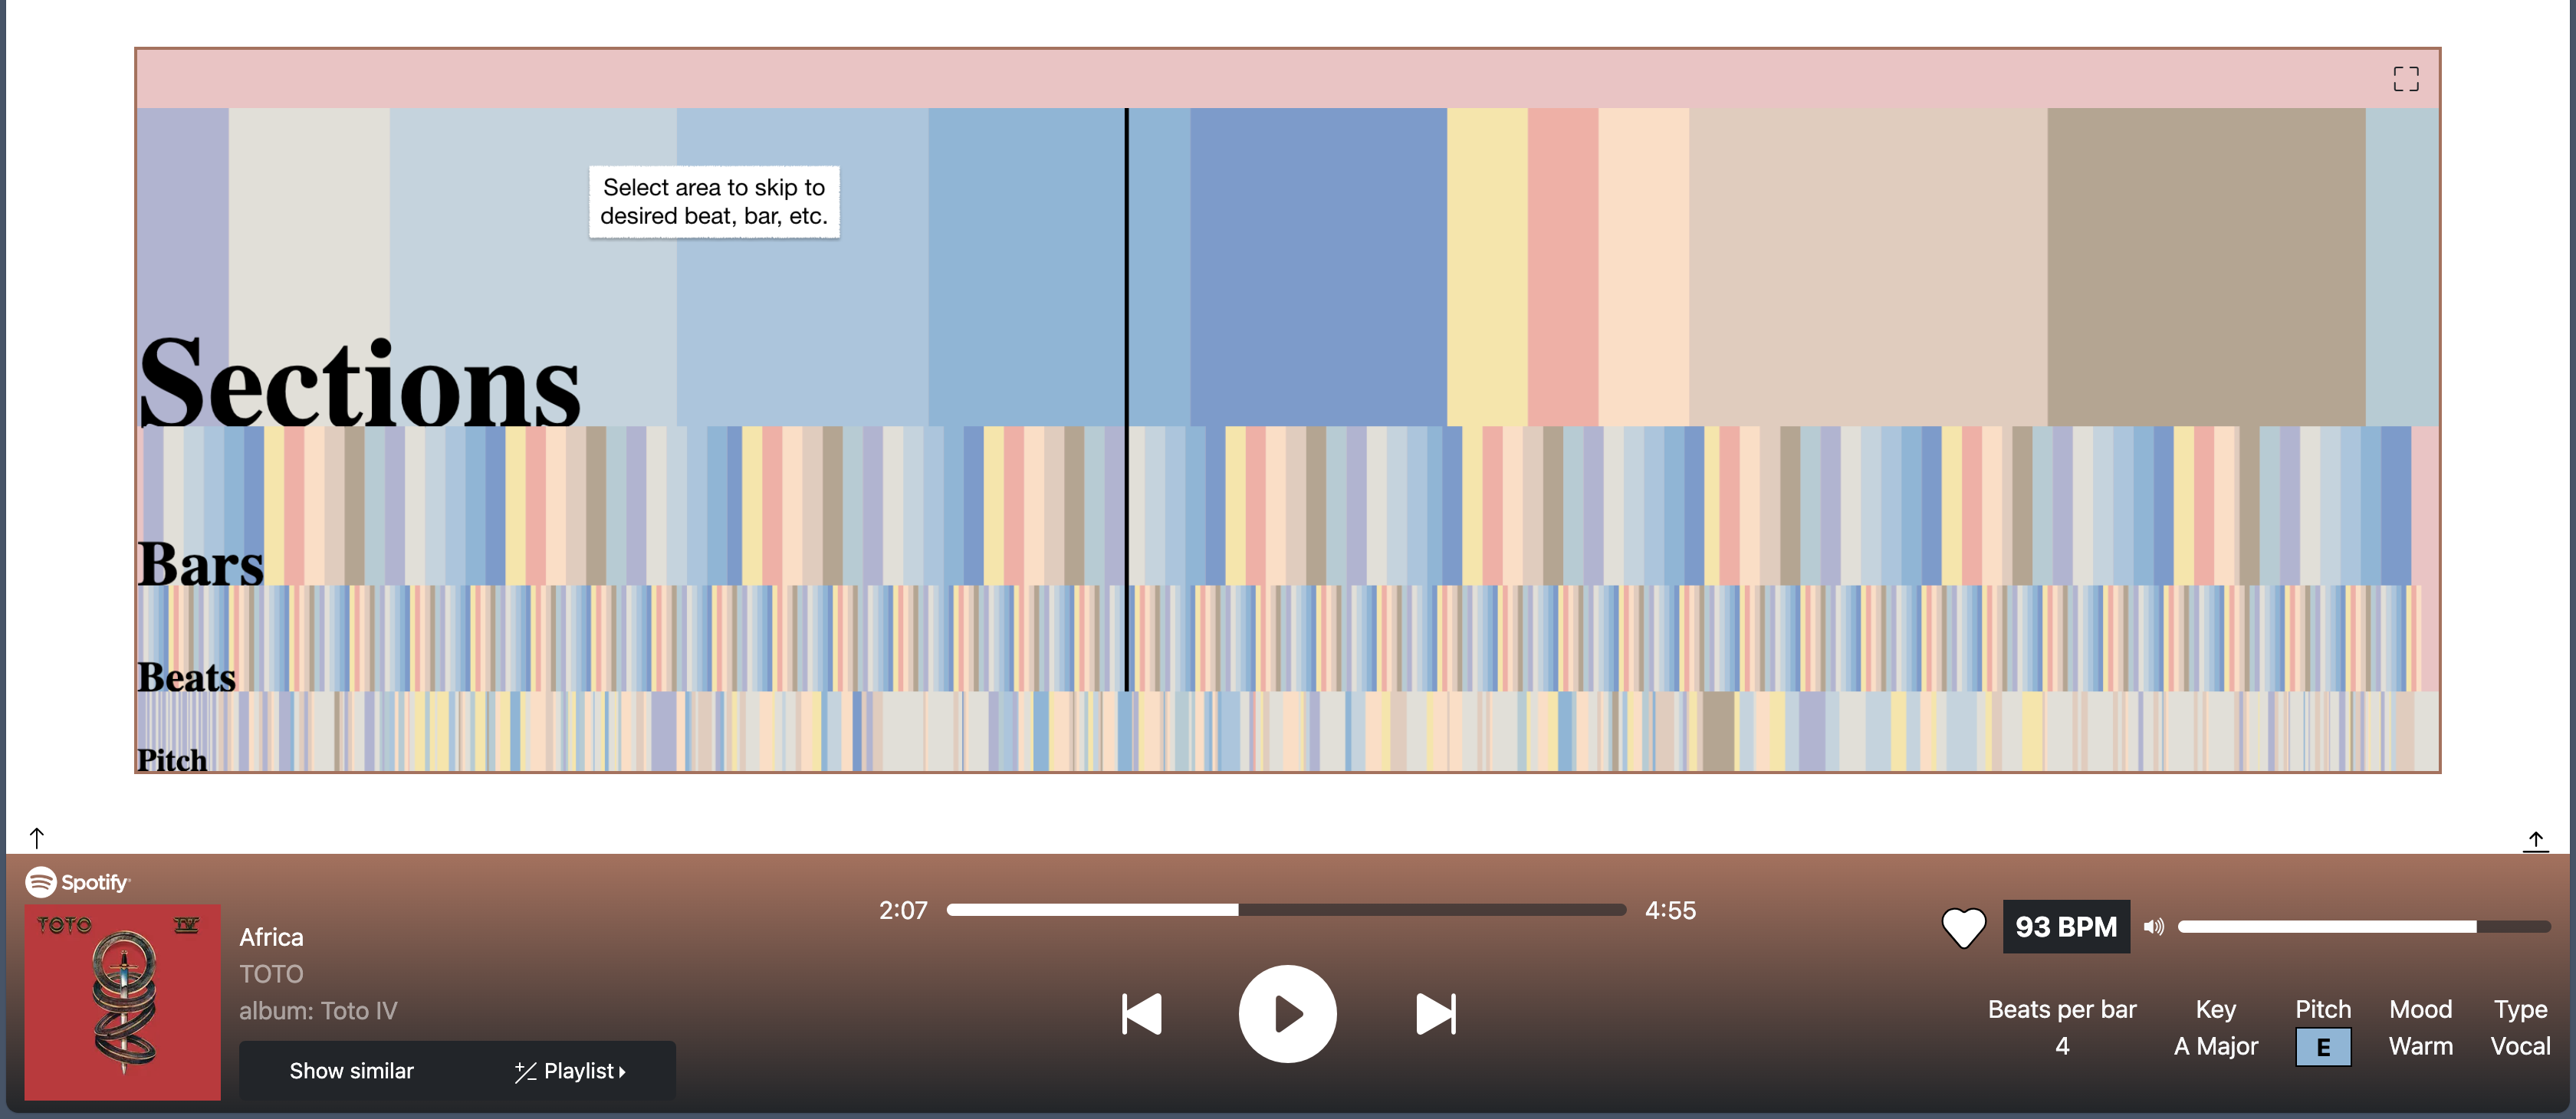 Select area to skip to
desired beat, bar, etc.
Sections
Bars
Beats
Pitch
Spotify
TOTO IV
Africa
TOTO
album: Toto IV
Show similar
+/- Playlist
2:07
4:55
93 BPM
Beats per bar
4
Key
A Major
Pitch
E
Mood
Warm
Type
Vocal